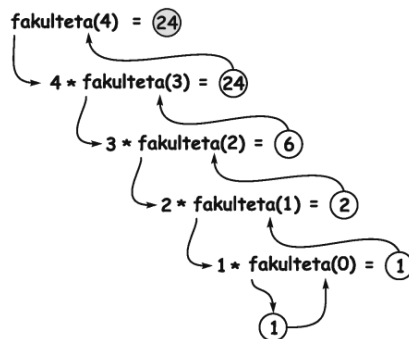 fakulteta(4) = 24
4 * fakulteta(3) = 24
3 * fakulteta(2) = 6
2 * fakulteta(1) = 2
1 * fakulteta(0) = 1
1